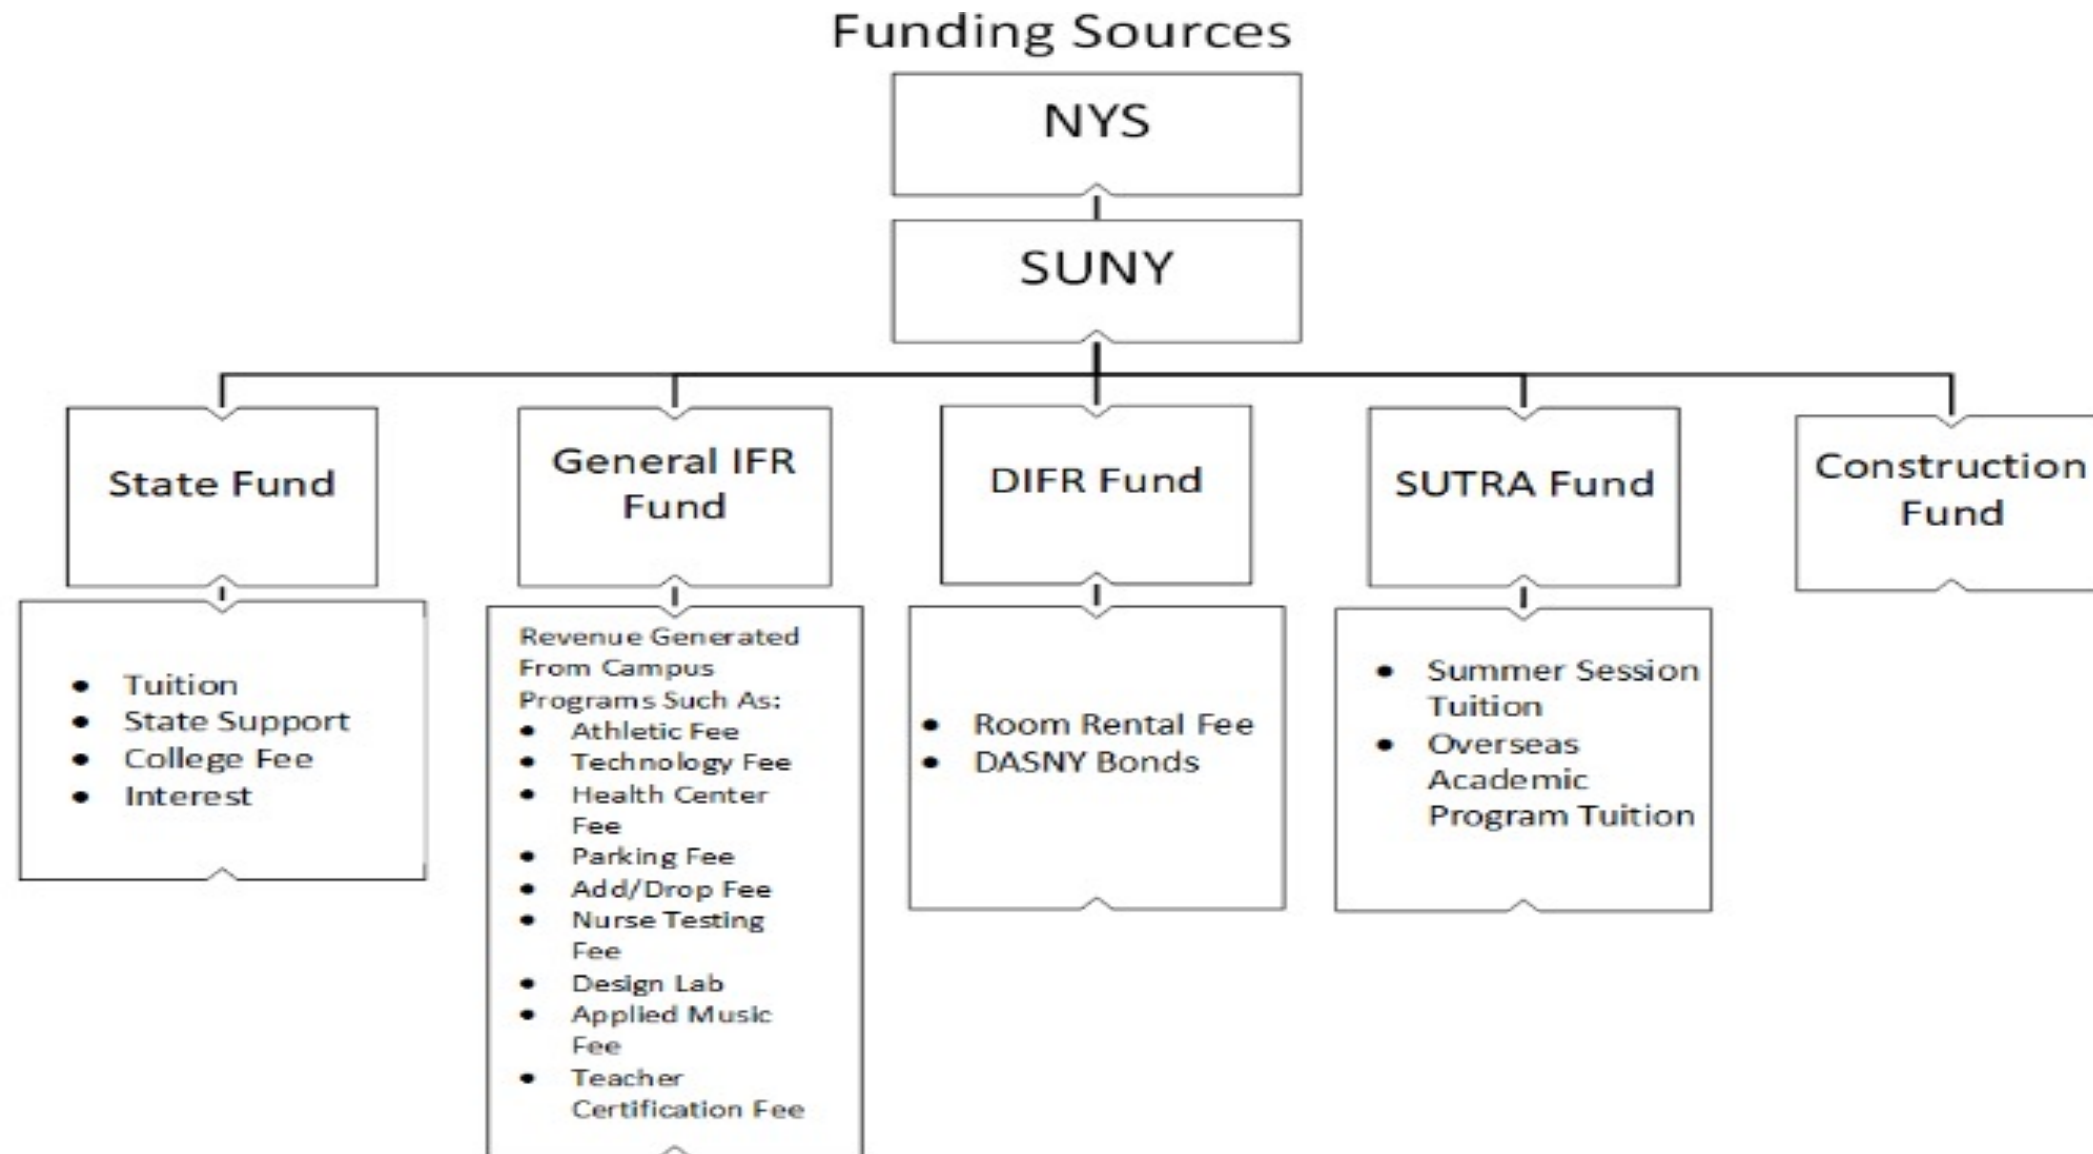 Funding Sources
NYS
SUNY
State Fund
General IFR
Fund
DIFR Fund
SUTRA Fund
Construction
Fund
• Tuition
• State Support
• College Fee
• Interest
Revenue Generated
From Campus
Programs Such As:
• Athletic Fee
• Technology Fee
• Health Center
Fee
• Parking Fee
• Add/Drop Fee
• Nurse Testing
Fee
• Design Lab
• Applied Music
Fee
• Teacher
Certification Fee
• Room Rental Fee
• DASNY Bonds
• Summer Session
Tuition
• Overseas
Academic
Program Tuition